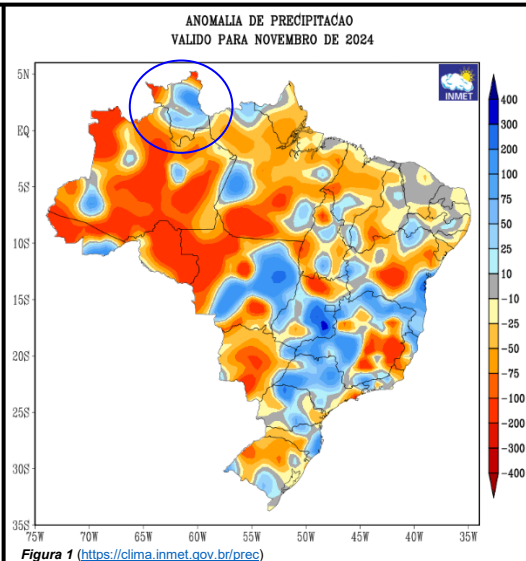 ANOMALIA DE PRECIPITACAO
VALIDO PARA NOVEMBRO DE 2024
INMET
5N
EQ
5S
10S
15S
20S
25S
30S
35S
75W 70W 65W 60W 55W 50W 45W 40W 35W
400
300
200
100
75
50
25
10
-10
-25
-50
-75
-100
-200
-300
-400
Figura 1 (https://clima.inmet.gov.br/prec)